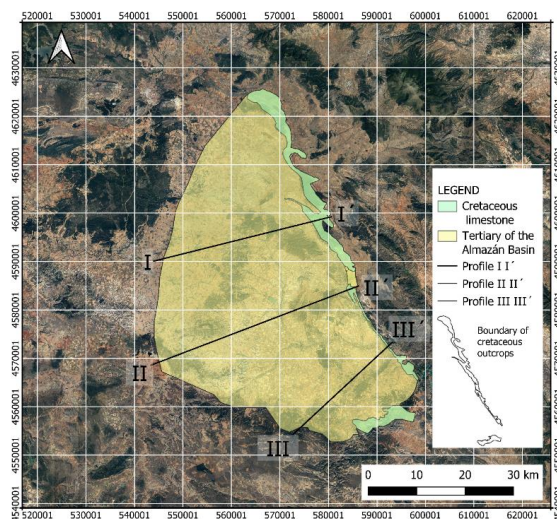 520001 530001 540001 550001 560001 570001 580001 590001 600001 610001 620001
4630001
4620001
4610001
4600001
4590001
4580001
4570001
4560001
4550001
I
I´
II
II´
III
III´
LEGEND
Cretaceous
limestone
Tertiary of the
Almazán Basin
Profile I I´
Profile II II´
Profile III III´
Boundary of
cretaceous
outcrops
0 10 20 30 km
520001 530001 540001 550001 560001 570001 580001 590001 600001 610001 620001